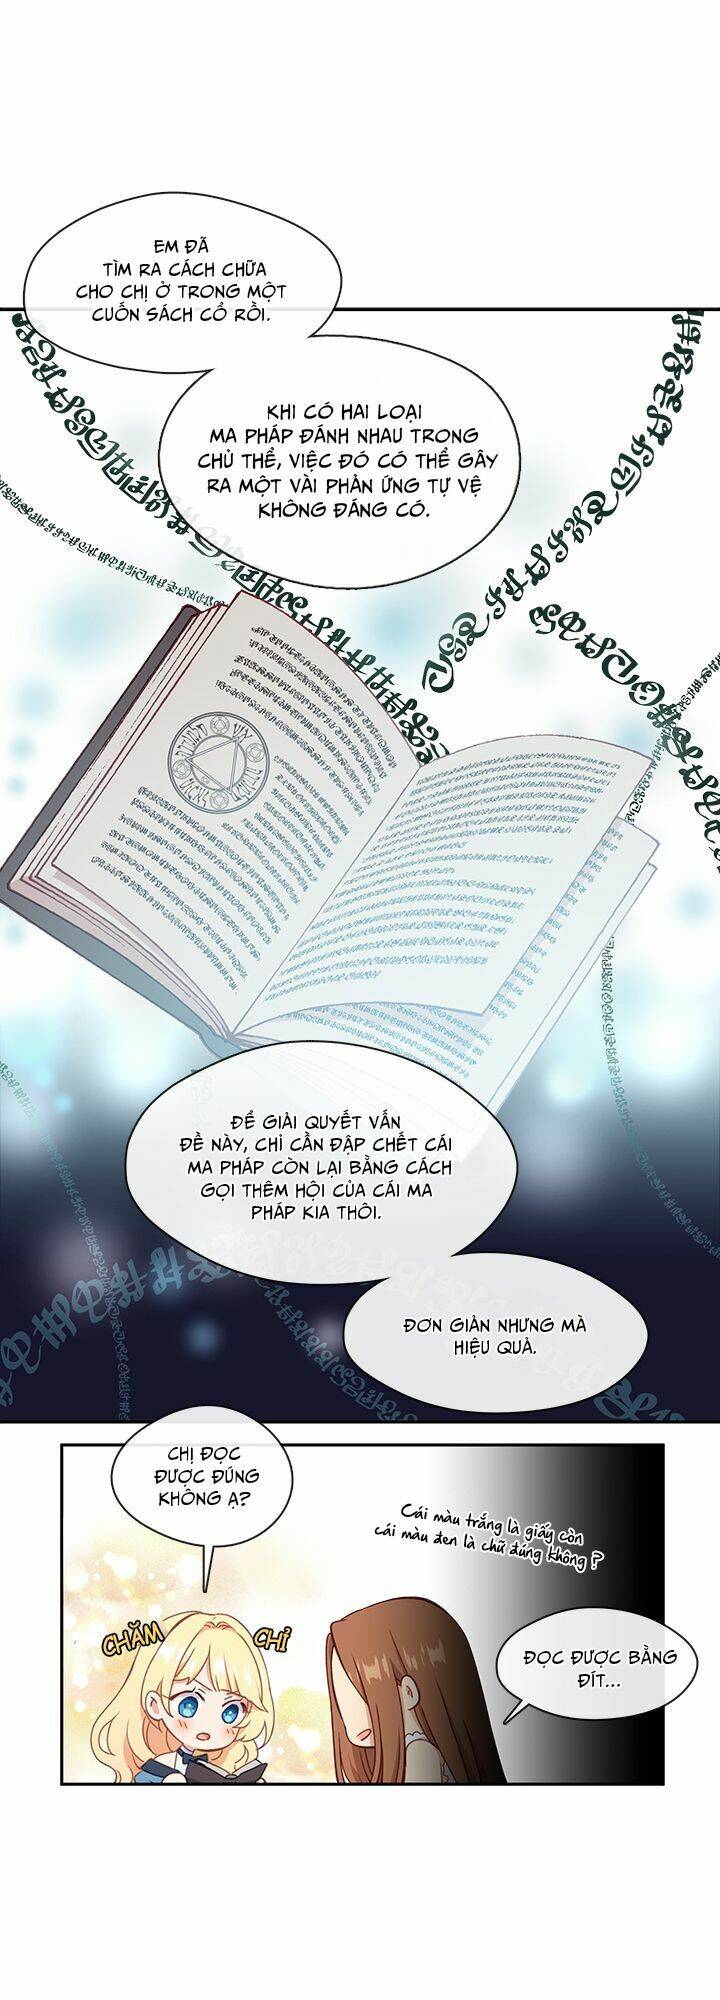 EM ĐÃ
TÌM RA CÁCH CHỮA
CHO CHỊ Ở TRONG MỘT
CUỐN SÁCH CỔ RỒI.
KHI CÓ HAI LOẠI
MA PHÁP ĐÁNH NHAU TRONG
CHỦ THỂ, VIỆC ĐÓ CÓ THỂ GÂY
RA MỘT VÀI PHẢN ỨNG TỰ VỆ
KHÔNG ĐÁNG CÓ.
ĐỂ GIẢI QUYẾT VẤN
ĐỀ NÀY, CHỈ CẦN ĐẬP CHẾT CÁI
MA PHÁP CÒN LẠI BẰNG CÁCH
GỌI THÊM HỘI CỦA CÁI MA
PHÁP KIA THÔI.
ĐƠN GIẢN NHƯNG MÀ
HIỆU QUẢ.
CHỊ ĐỌC
ĐƯỢC ĐÚNG
KHÔNG Ạ?
Cái màu trắng là giấy còn
cái màu đen là chữ đúng không?
CHĂM CHỈ
ĐỌC ĐƯỢC BẰNG
ĐÍT...